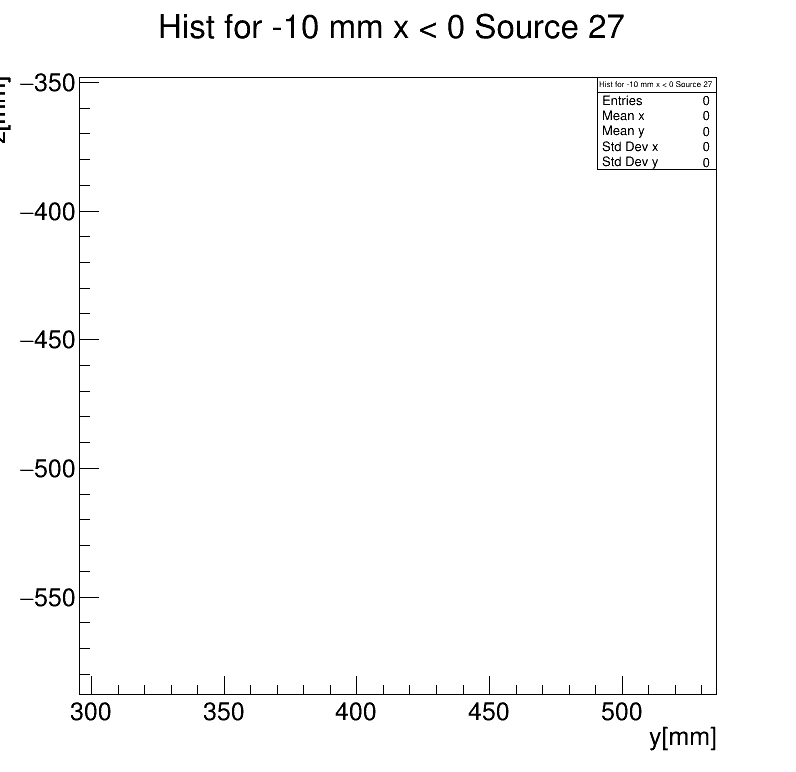 Hist for -10 mm x < 0 Source 27
z[mm]
−350
−400
−450
−500
−550
Hist for -10 mm x < 0 Source 27
Entries 0
Mean x 0
Mean y 0
Std Dev x 0
Std Dev y 0
300 350 400 450 500
y[mm]